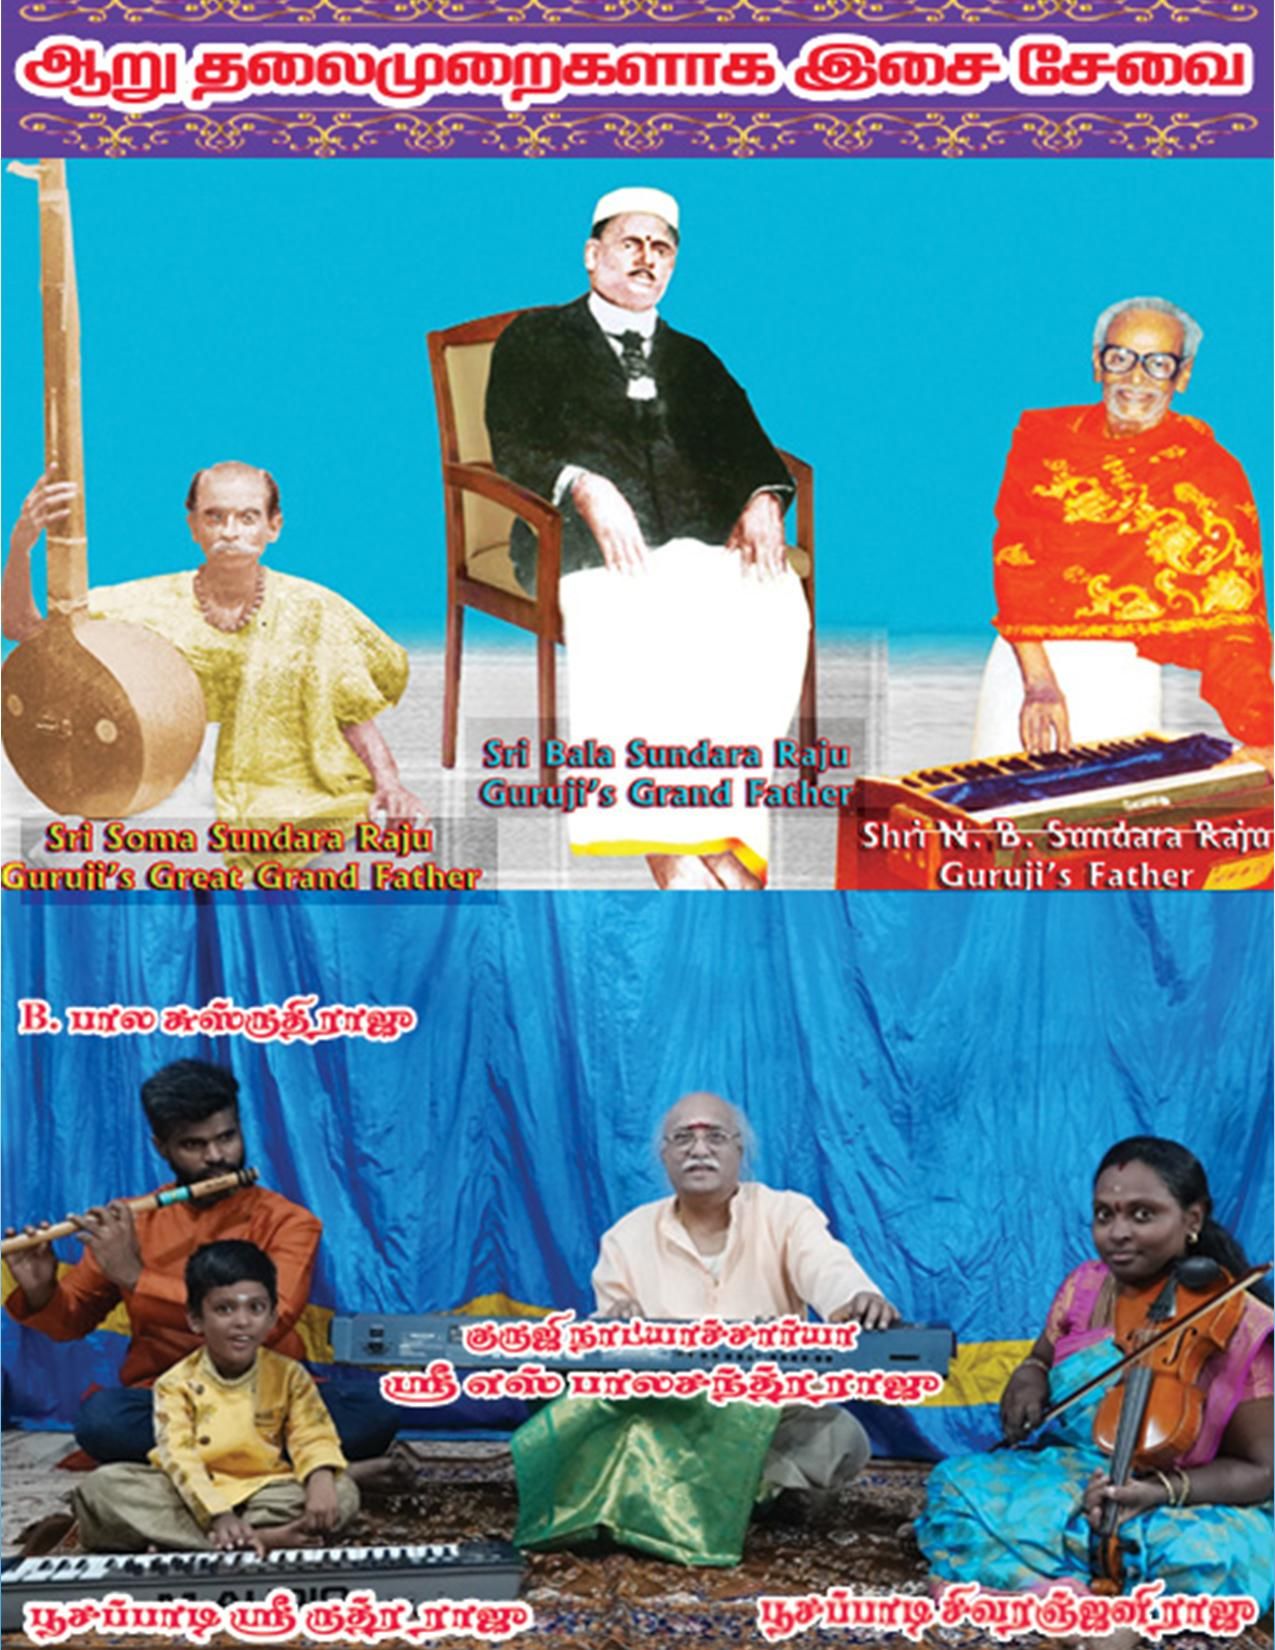 ஆறு தலைமுறைகளாக இசை சேவை
Sri Bala Sundara Raju
Guruji's Grand Father
Sri Soma Sundara Raju
Guruji's Great Grand Father
Shri N. B. Sundara Raju
Guruji's Father
B. பால சுஸ்ருதி ராஜு
குருஜி நாட்யாச்சார்யா
ஸ்ரீ எஸ் பாலசந்த்ர ராஜு
பூசப்பாடி ஸ்ரீ ருத்ர ராஜு
பூசப்பாடி சிவரஞ்ஜனி ராஜு
M-AUDIO